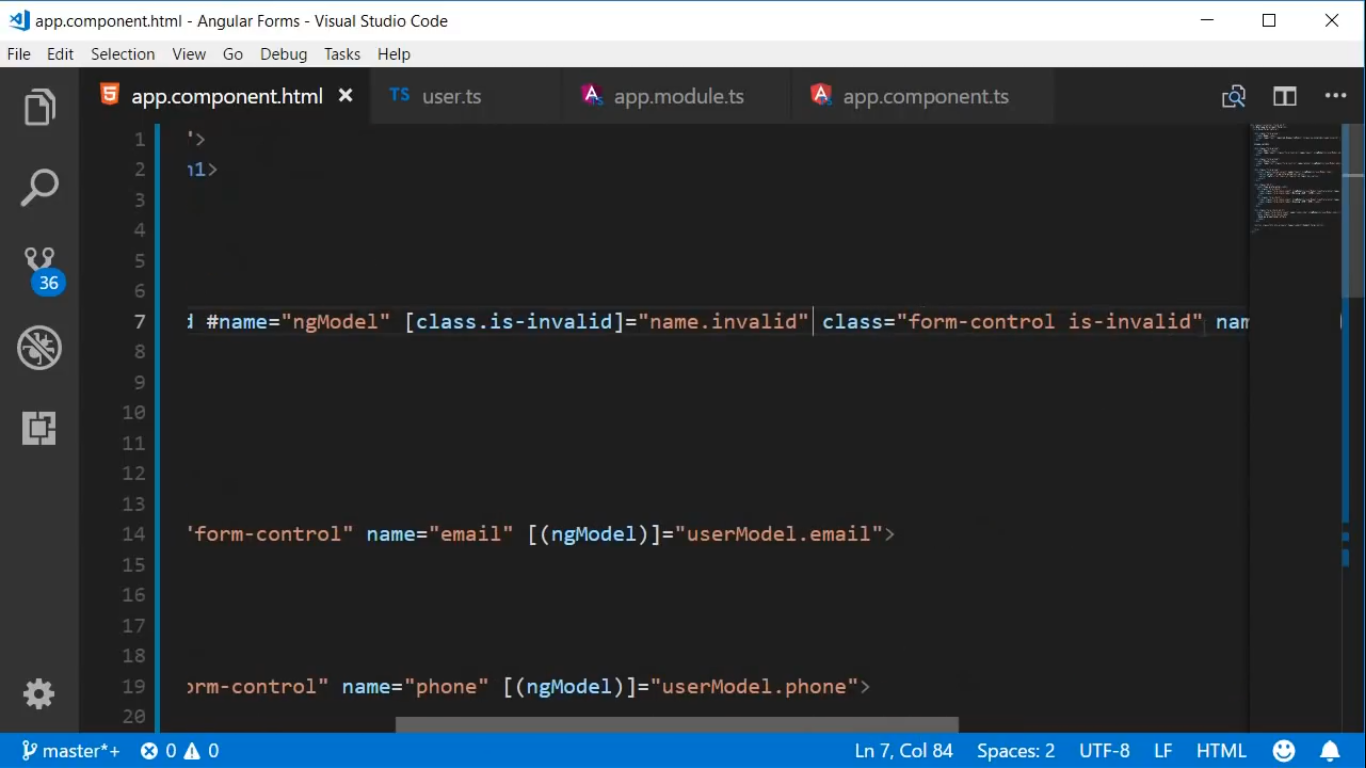 app.component.html - Angular Forms - Visual Studio Code
File Edit Selection View Go Debug Tasks Help
app.component.html TS user.ts app.module.ts app.component.ts
1 ">
2 h1>
3
4
5
6
7 d #name="ngModel" [class.is-invalid]="name.invalid" class="form-control is-invalid" nam
8
9
10
11
12
13
14 "form-control" name="email" [(ngModel)]="userModel.email">
15
16
17
18
19 orm-control" name="phone" [(ngModel)]="userModel.phone">
20
36
master*+ 0 0 Ln 7, Col 84 Spaces: 2 UTF-8 LF HTML